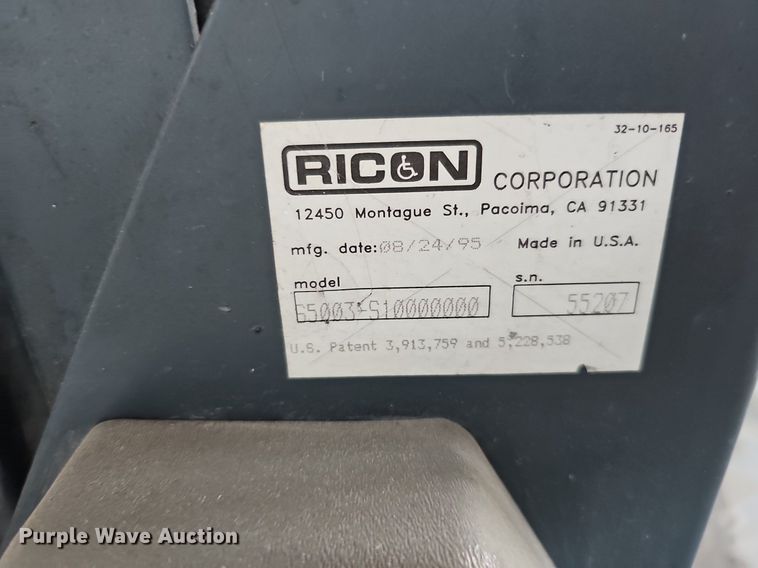 32-10-165
RICON CORPORATION
12450 Montague St., Pacoima, CA 91331
mfg. date: 08/24/95 Made in U.S.A.
model s.n.
S5003-S10000000 55207
U.S. Patent 3,913,759 and 5,228,538
Purple Wave Auction